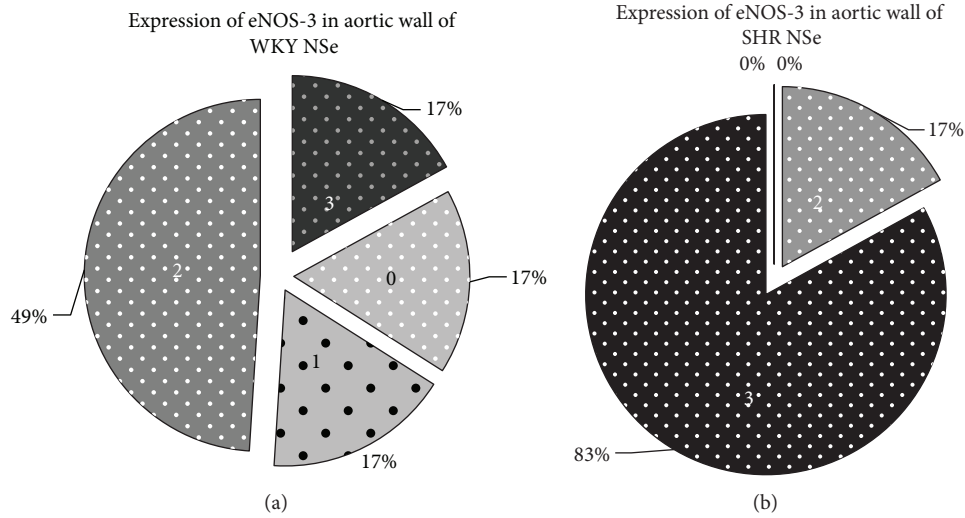 Expression of eNOS-3 in aortic wall of
WKY NSe
17%
3
0
17%
2
49%
1
17%
(a)
Expression of eNOS-3 in aortic wall of
SHR NSe
0% 0%
17%
2
3
83%
(b)